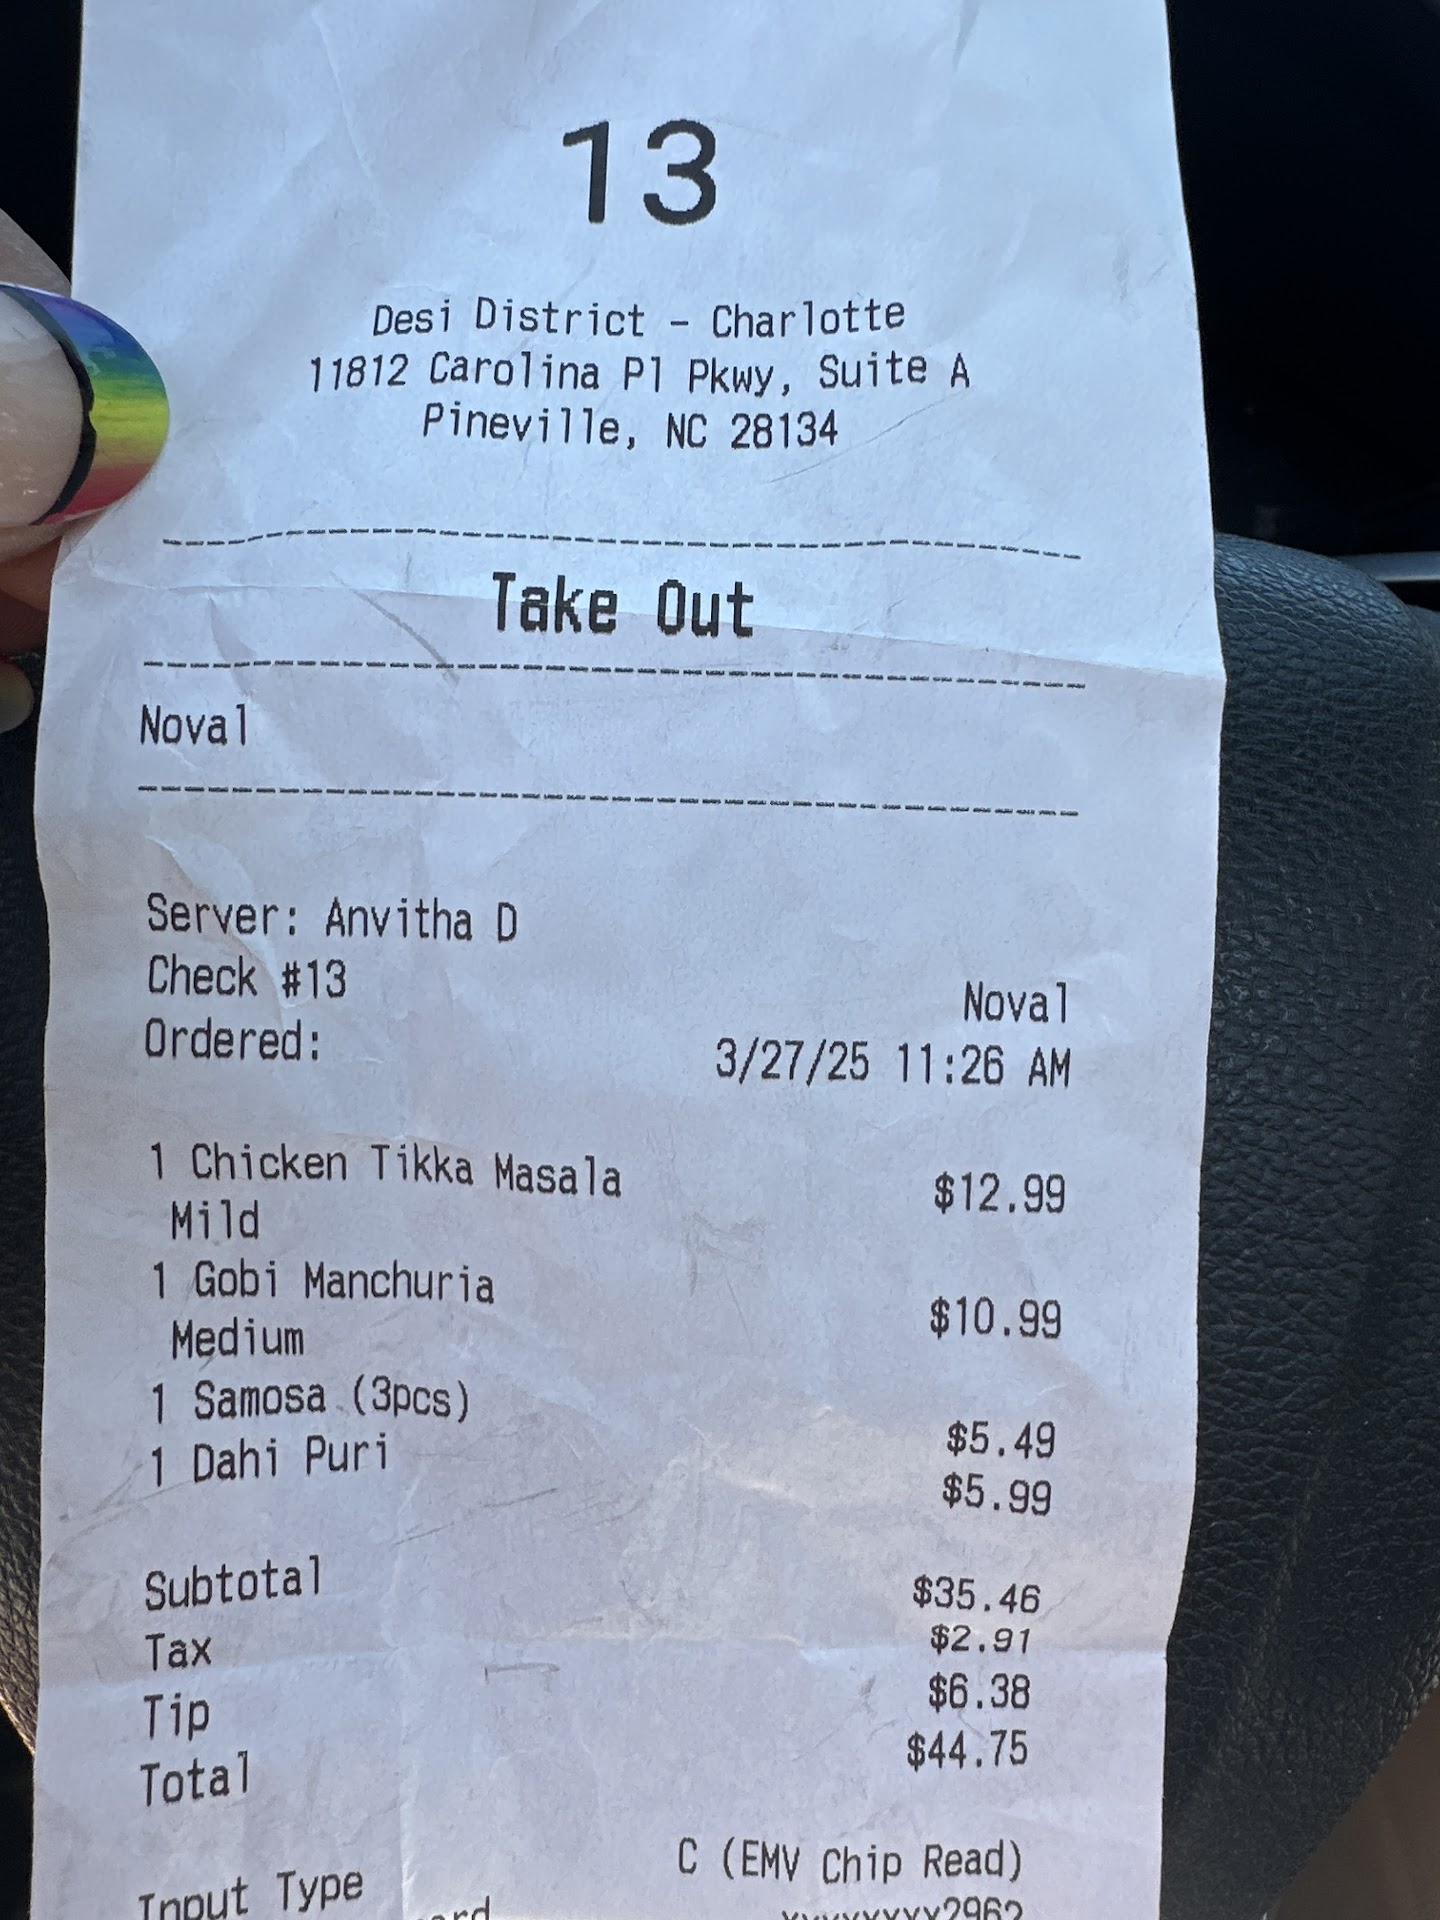 13
Desi District - Charlotte
11812 Carolina Pl Pkwy, Suite A
Pineville, NC 28134
Take Out
Noval
Server: Anvitha D
Check #13 Noval
Ordered: 3/27/25 11:26 AM
1 Chicken Tikka Masala $12.99
Mild
1 Gobi Manchuria $10.99
Medium
1 Samosa (3pcs) $5.49
1 Dahi Puri $5.99
Subtotal $35.46
Tax $2.91
Tip $6.38
Total $44.75
Input Type C (EMV Chip Read)
xxxxxxxx2962